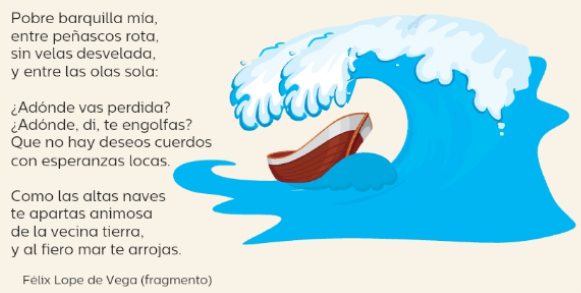 Pobre barquilla mía,
entre peñascos rota,
sin velas desvelada,
y entre las olas sola:
¿Adónde vas perdida?
¿Adónde, di, te engolfas?
Que no hay deseos cuerdos
con esperanzas locas.
Como las altas naves
te apartas animosa
de la vecina tierra,
y al fiero mar te arrojas.
Félix Lope de Vega (fragmento)